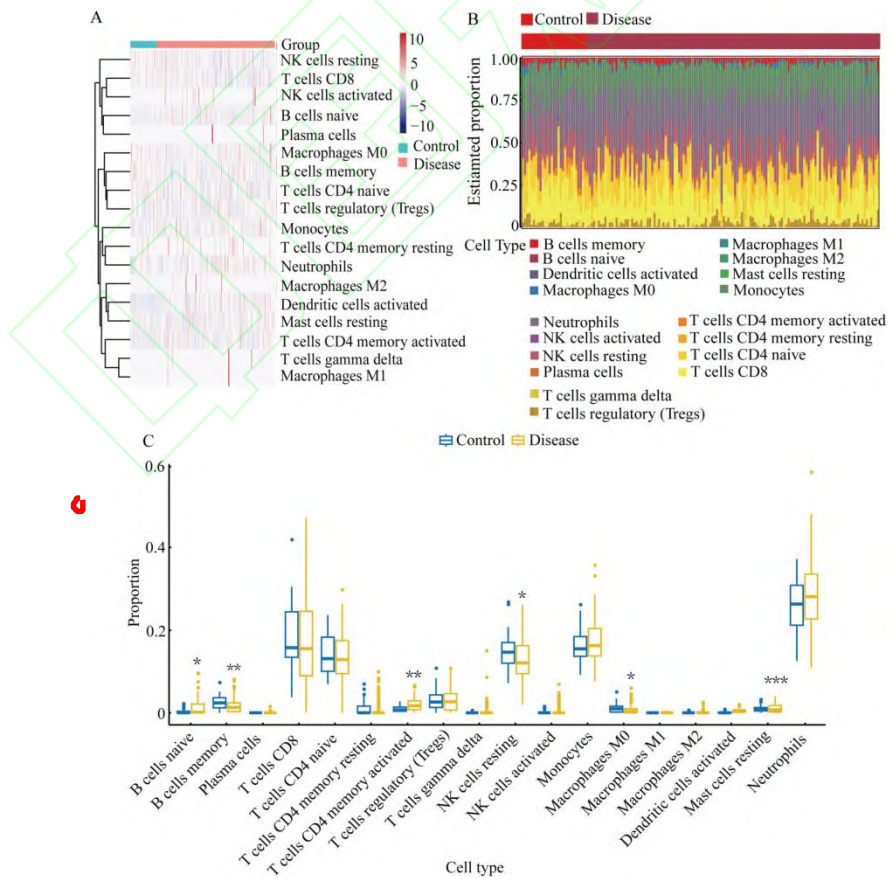 A
Group
NK cells resting
T cells CD8
NK cells activated
B cells naive
Plasma cells
Macrophages M0
B cells memory
T cells CD4 naive
T cells regulatory (Tregs)
Monocytes
T cells CD4 memory resting
Neutrophils
Macrophages M2
Dendritic cells activated
Mast cells resting
T cells CD4 memory activated
T cells gamma delta
Macrophages M1
10
5
0
−5
−10
Control
Disease
B
Control Disease
Estiamted proportion
1.00
0.75
0.50
0.25
0
Cell Type
B cells memory
B cells naive
Dendritic cells activated
Macrophages M0
Macrophages M1
Macrophages M2
Mast cells resting
Monocytes
Neutrophils
NK cells activated
NK cells resting
Plasma cells
T cells CD4 memory activated
T cells CD4 memory resting
T cells CD4 naive
T cells CD8
T cells gamma delta
T cells regulatory (Tregs)
C
Control Disease
Proportion
0.6
0.4
0.2
0
* ** ** * * ***
B cells naive
B cells memory
Plasma cells
T cells CD8
T cells CD4 naive
T cells CD4 memory resting
T cells CD4 memory activated
T cells regulatory (Tregs)
T cells gamma delta
NK cells resting
NK cells activated
Monocytes
Macrophages M0
Macrophages M1
Macrophages M2
Dendritic cells activated
Mast cells resting
Neutrophils
Cell type